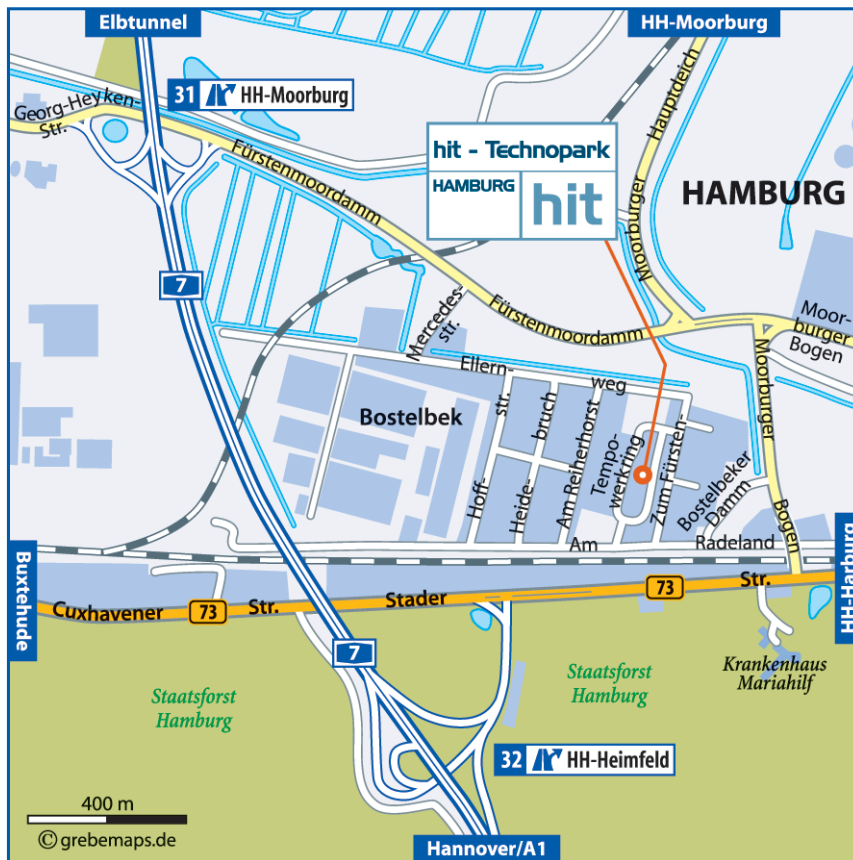 Elbtunnel
HH-Moorburg
31 HH-Moorburg
Georg-Heyken-
Str.
Fürstenmoordamm
hit - Technopark
HAMBURG
hit
Hauptdeich
Moorburger
HAMBURG
7
Mercedes-
str.
Fürstenmoordamm
Moor-
burger
Bogen
Ellern-
weg
Moorburger
Bogen
Bostelbek
Hoff-
str.
Heide-
bruch
Am Reiherhorst
Tempo-
werkring
Zum Fürsten-
Bostelbeker
Damm
Am
Radeland
Buxtehude
HH-Harburg
Cuxhavener
73
Str.
Stader
73
Str.
7
Staatsforst
Hamburg
Staatsforst
Hamburg
Krankenhaus
Mariahilf
32 HH-Heimfeld
400 m
© grebemaps.de
Hannover/A1